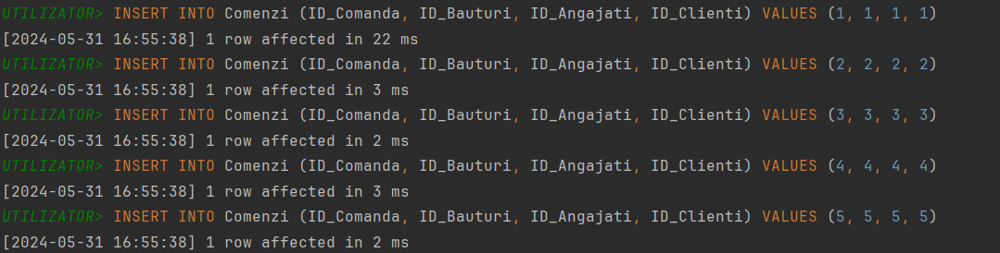 UTILIZATOR> INSERT INTO Comenzi (ID_Comanda, ID_Bauturi, ID_Angajati, ID_Clienti) VALUES (1, 1, 1, 1)
[2024-05-31 16:55:38] 1 row affected in 22 ms
UTILIZATOR> INSERT INTO Comenzi (ID_Comanda, ID_Bauturi, ID_Angajati, ID_Clienti) VALUES (2, 2, 2, 2)
[2024-05-31 16:55:38] 1 row affected in 3 ms
UTILIZATOR> INSERT INTO Comenzi (ID_Comanda, ID_Bauturi, ID_Angajati, ID_Clienti) VALUES (3, 3, 3, 3)
[2024-05-31 16:55:38] 1 row affected in 2 ms
UTILIZATOR> INSERT INTO Comenzi (ID_Comanda, ID_Bauturi, ID_Angajati, ID_Clienti) VALUES (4, 4, 4, 4)
[2024-05-31 16:55:38] 1 row affected in 3 ms
UTILIZATOR> INSERT INTO Comenzi (ID_Comanda, ID_Bauturi, ID_Angajati, ID_Clienti) VALUES (5, 5, 5, 5)
[2024-05-31 16:55:38] 1 row affected in 2 ms